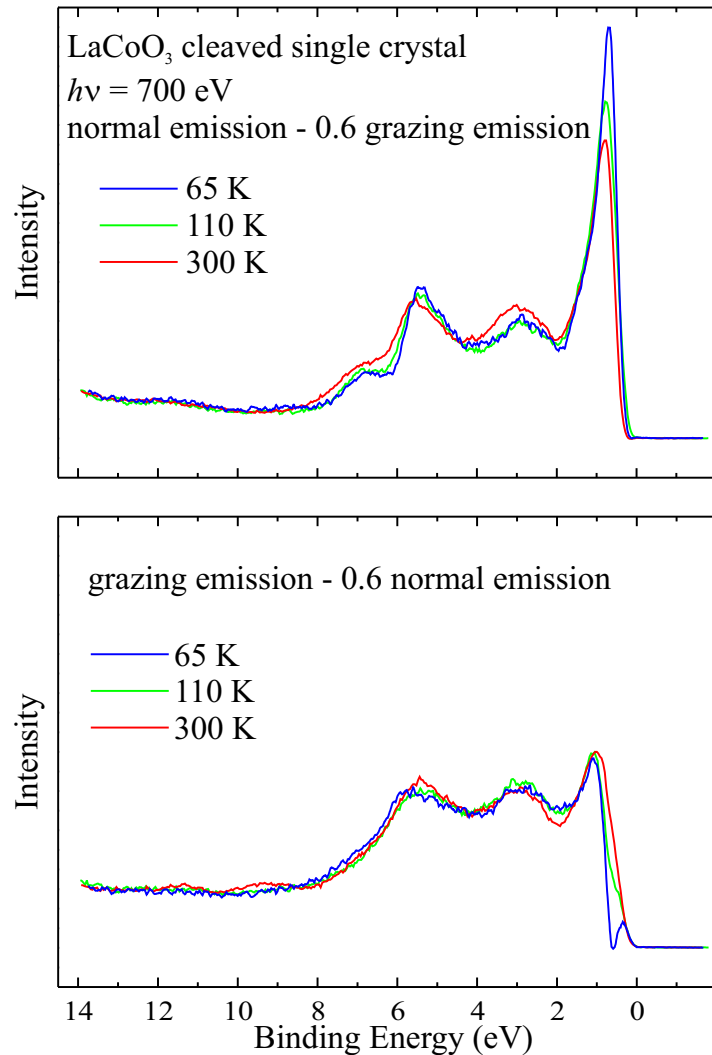 LaCoO₃ cleaved single crystal
hν = 700 eV
normal emission - 0.6 grazing emission
65 K
110 K
300 K
Intensity
grazing emission - 0.6 normal emission
65 K
110 K
300 K
Intensity
14 12 10 8 6 4 2 0
Binding Energy (eV)